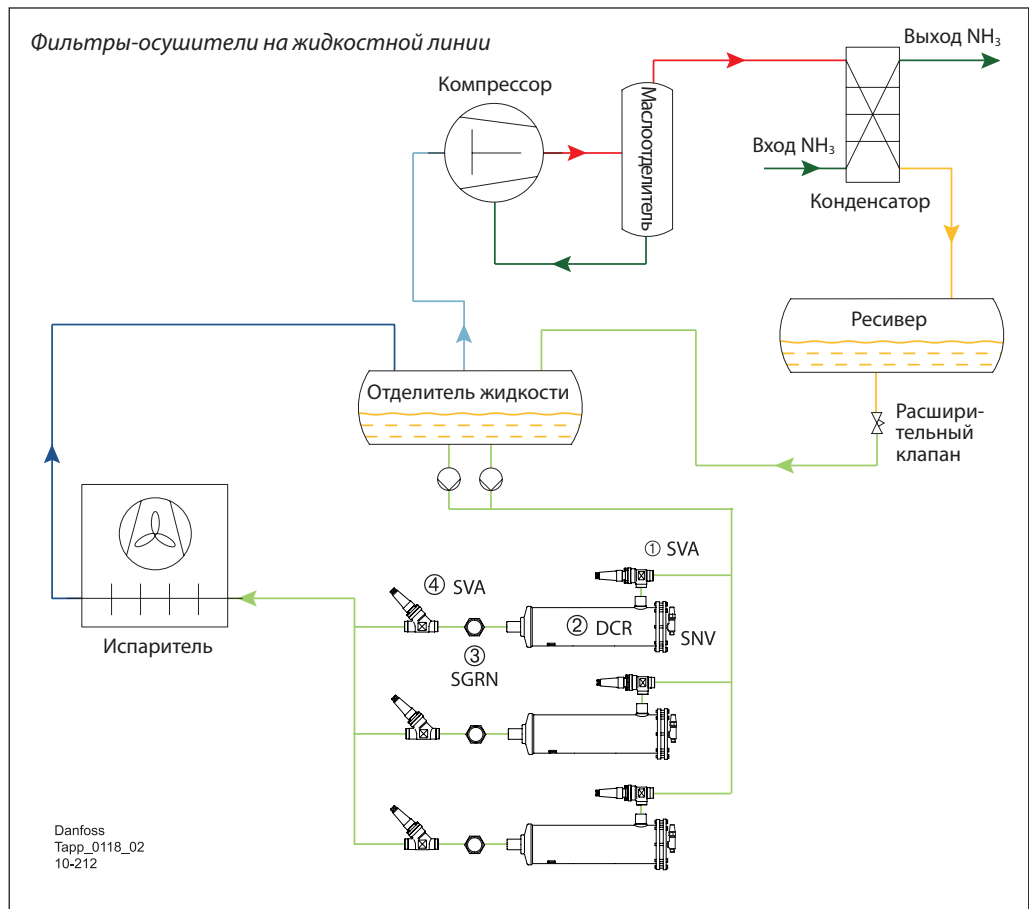 Фильтры-осушители на жидкостной линии
Выход NH₃
Компрессор
Маслоотделитель
Вход NH₃
Конденсатор
Ресивер
Отделитель жидкости
Расшири-
тельный
клапан
① SVA
④ SVA
② DCR
SNV
Испаритель
③
SGRN
Danfoss
Tapp_0118_02
10-212